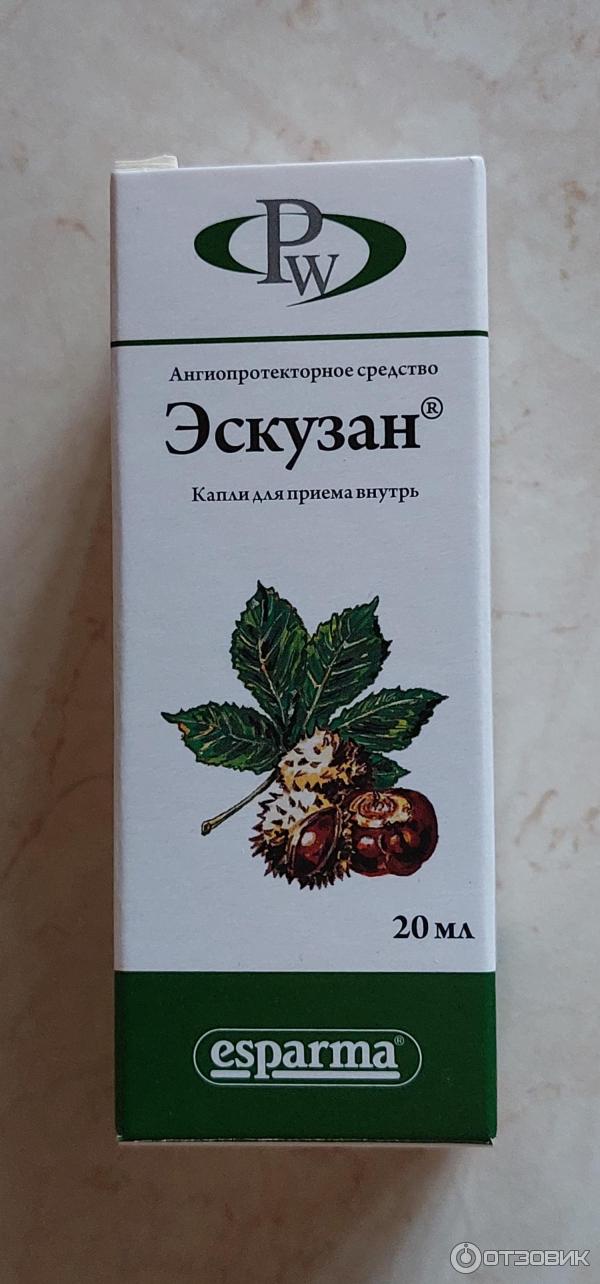 PW
Ангиопротекторное средство
Эскузан®
Капли для приема внутрь
20 мл
esparma®
ОТЗОВИК